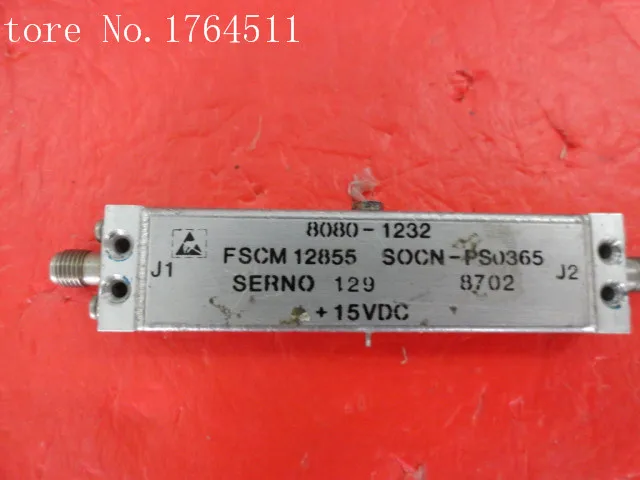 tore No. 1764511
8080-1232
FSCM 12855 SOCN-PS0365
J1
J2
SERNO 129 8702
+15VDC